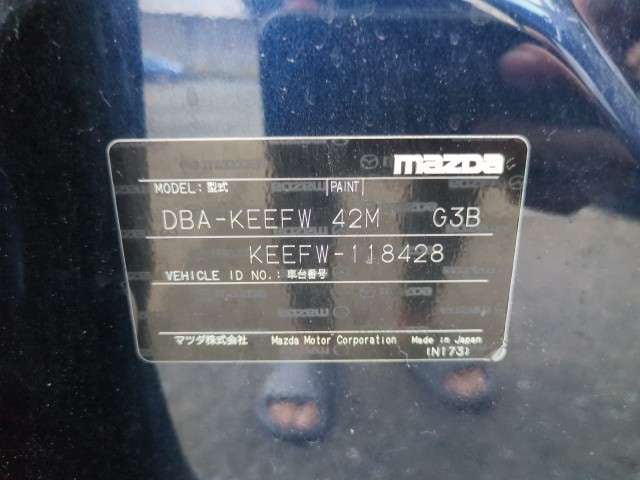 mazda
MODEL: 型式 PAINT
DBA-KEEFW 42M G3B
KEEFW-118428
VEHICLE ID NO.: 車台番号
マツダ株式会社 Mazda Motor Corporation Made in Japan
(N173)